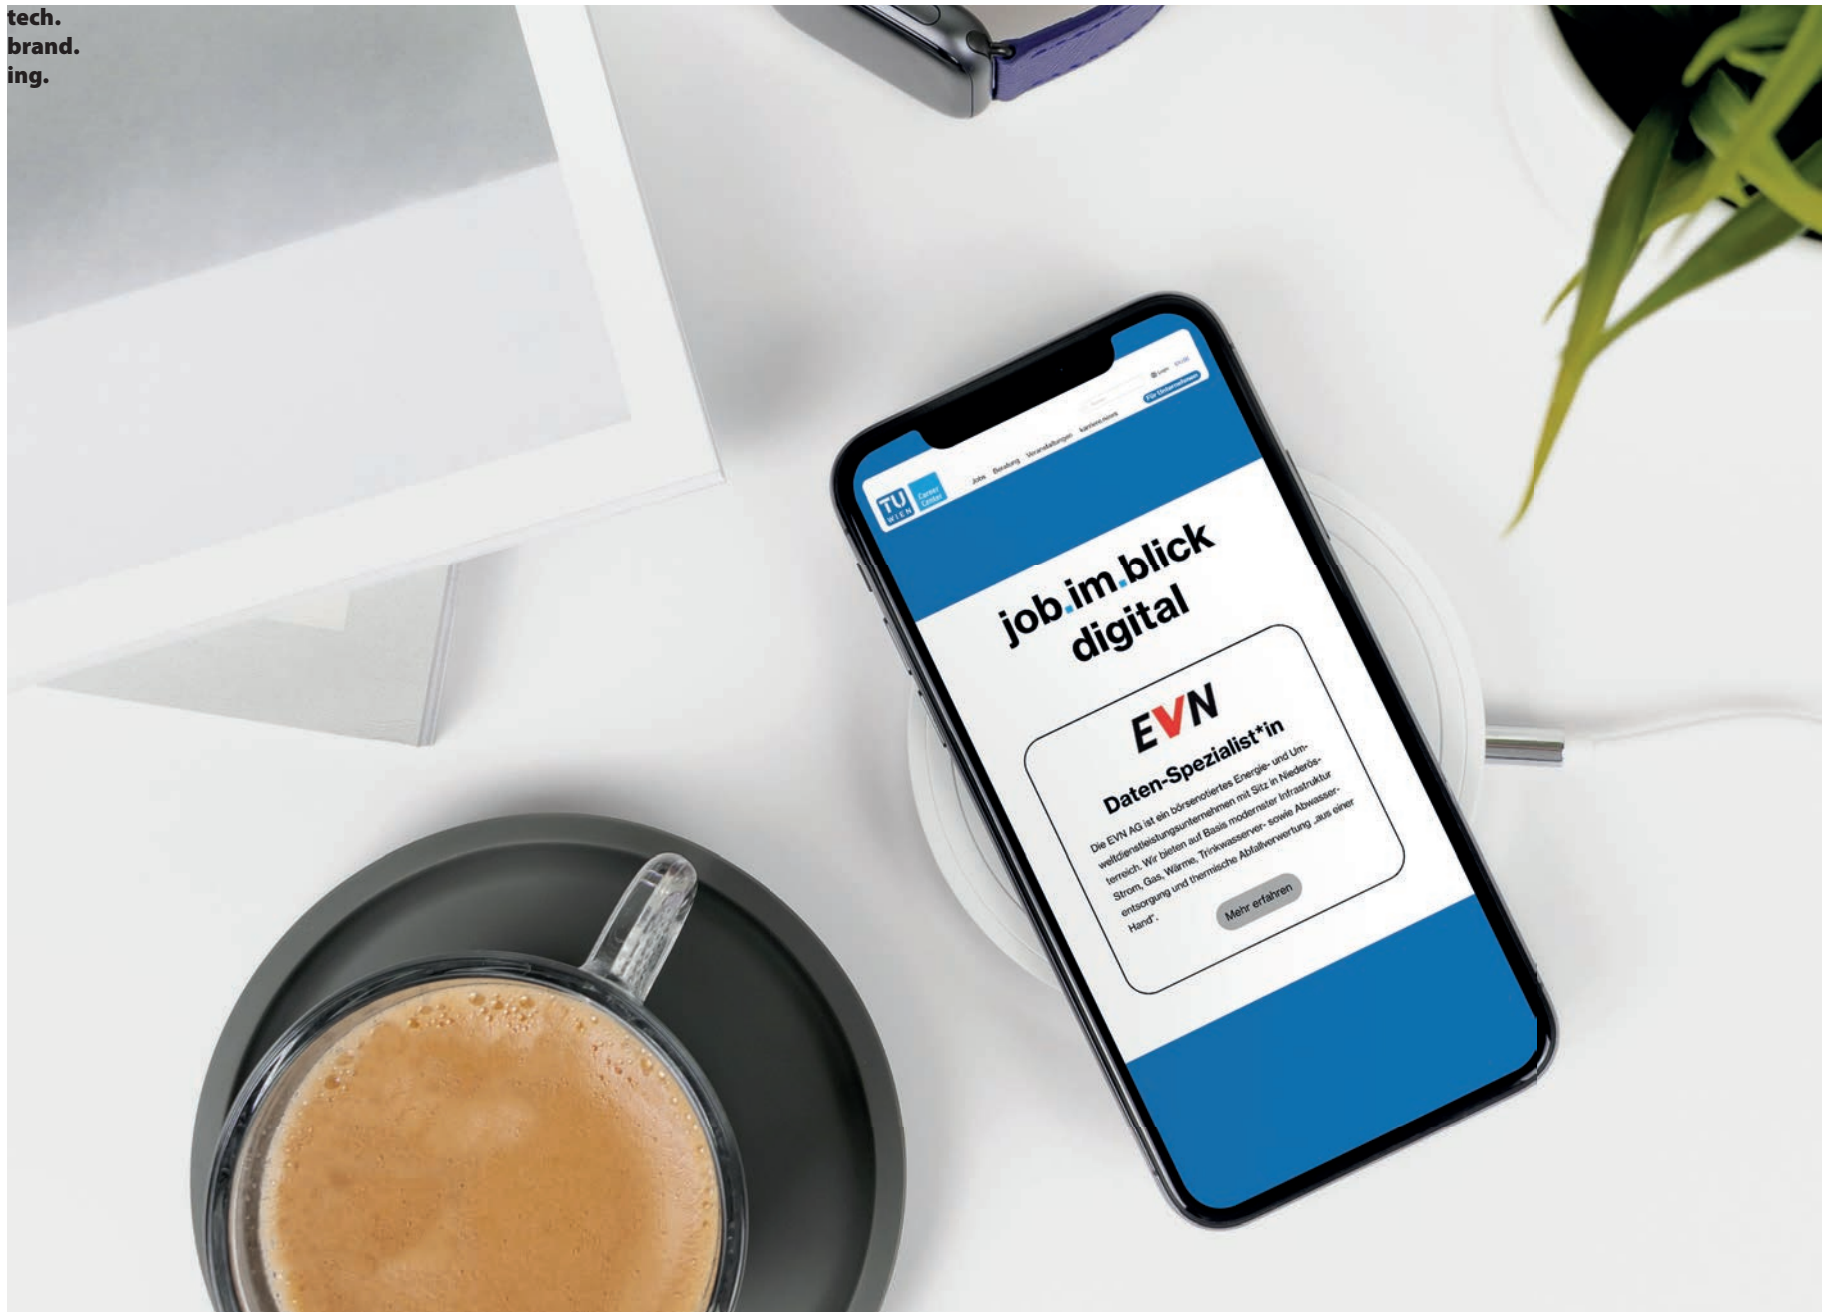 tech.
brand.
ing.
Login EN/DE
Für Unternehmen
Jobs Beratung Veranstaltungen karriere.news
TU
WIEN
Career
Center
job.im.blick
digital
EVN
Daten-Spezialist*in
Die EVN AG ist ein börsenotiertes Energie- und Um-
weltdienstleistungsunternehmen mit Sitz in Niederös-
terreich. Wir bieten auf Basis modernster Infrastruktur
Strom, Gas, Wärme, Trinkwasserver- sowie Abwasser-
entsorgung und thermische Abfallverwertung „aus einer
Hand“.
Mehr erfahren